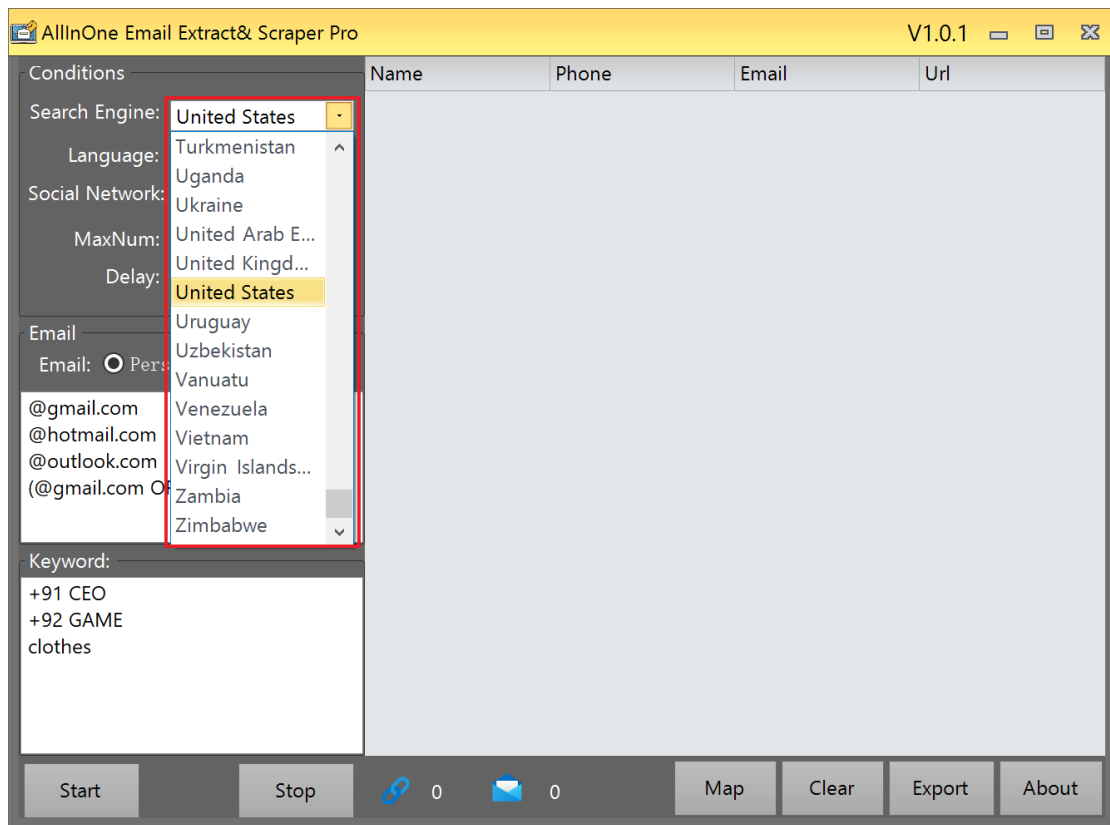 AllInOne Email Extract& Scraper Pro
V1.0.1
Conditions
Search Engine:
United States
Language:
Social Network:
MaxNum:
Delay:
Turkmenistan
Uganda
Ukraine
United Arab E...
United Kingd...
United States
Uruguay
Uzbekistan
Vanuatu
Venezuela
Vietnam
Virgin Islands...
Zambia
Zimbabwe
Email
Email: Pers
@gmail.com
@hotmail.com
@outlook.com
(@gmail.com OR
Keyword:
+91 CEO
+92 GAME
clothes
Name Phone Email Url
Start Stop 0 0 Map Clear Export About